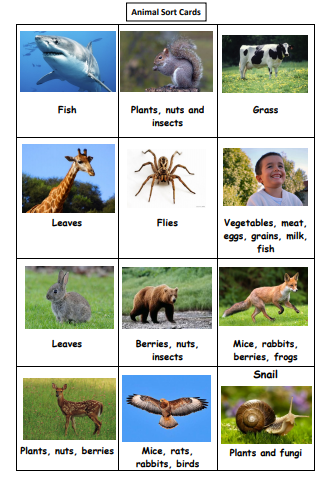 Animal Sort Cards
Fish
Plants, nuts and
insects
Grass
Leaves
Flies
Vegetables, meat,
eggs, grains, milk,
fish
Leaves
Berries, nuts,
insects
Mice, rabbits,
berries, frogs
Plants, nuts, berries
Mice, rats,
rabbits, birds
Snail
Plants and fungi